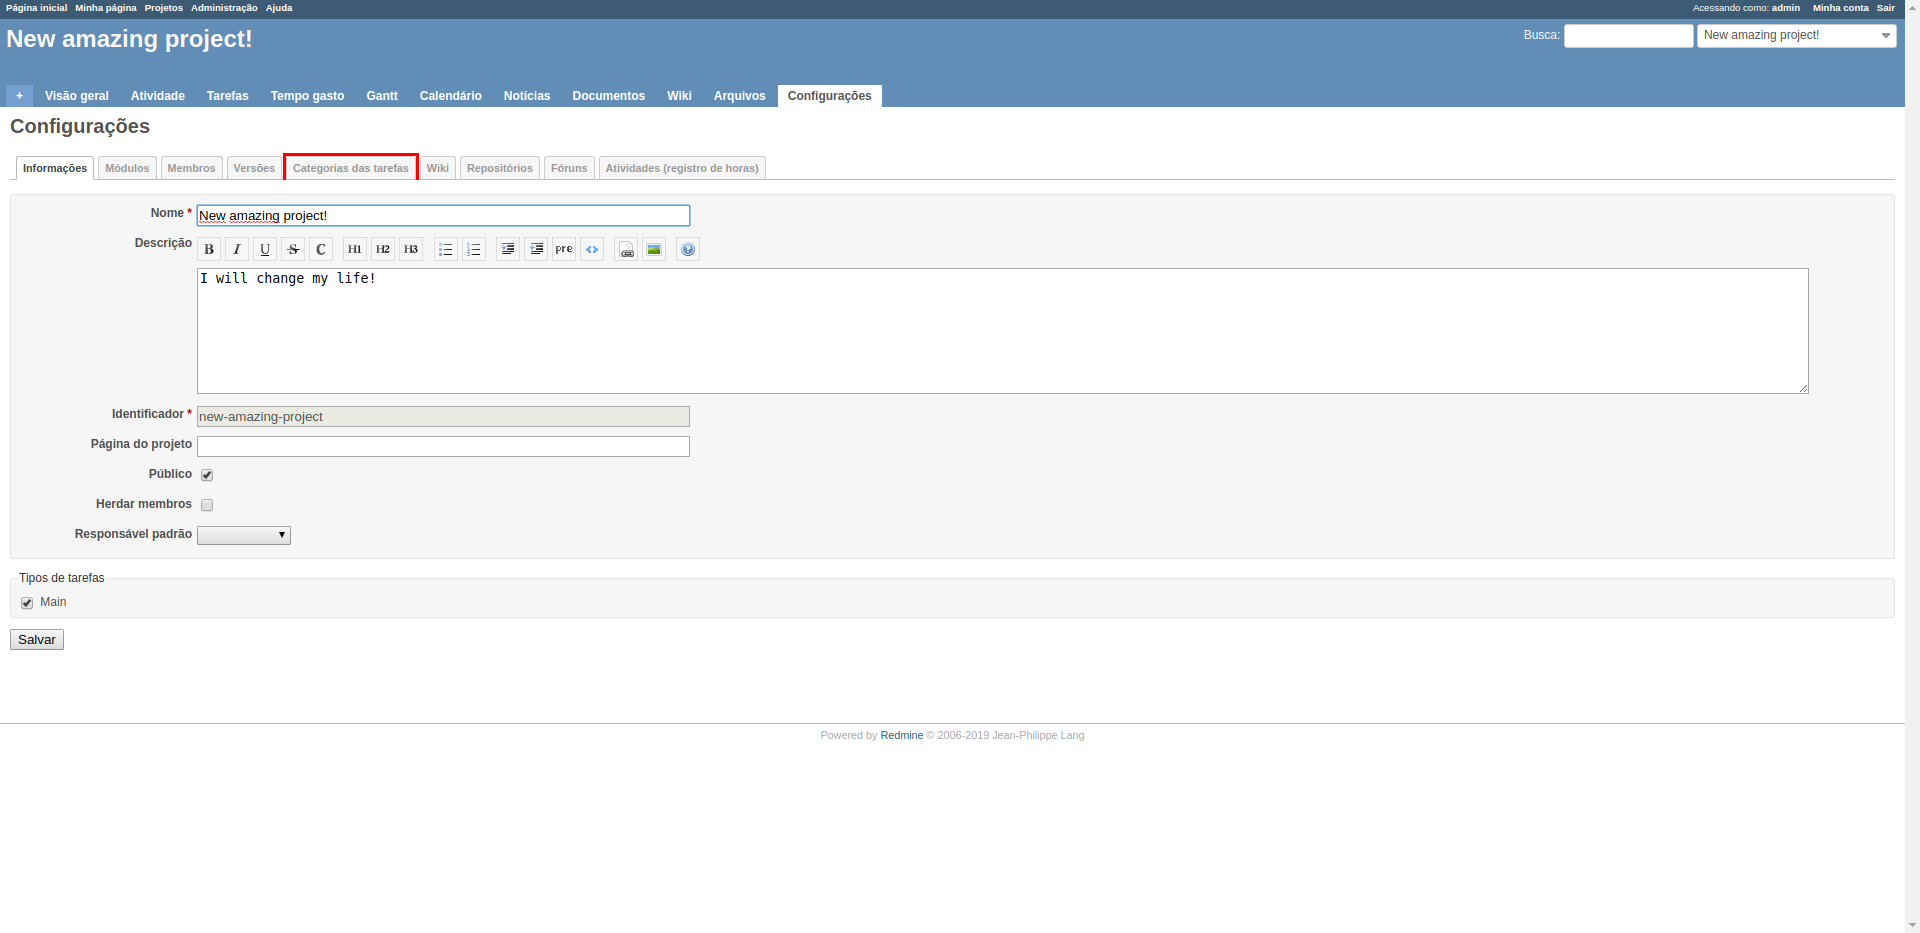 Página inicial Minha página Projetos Administração Ajuda Acessando como: admin Minha conta Sair
New amazing project! Busca: New amazing project!
+ Visão geral Atividade Tarefas Tempo gasto Gantt Calendário Notícias Documentos Wiki Arquivos Configurações
Configurações
Informações Módulos Membros Versões Categorias das tarefas Wiki Repositórios Fóruns Atividades (registro de horas)
Nome * New amazing project!
Descrição B I U S C H1 H2 H3 pre
I will change my life!
Identificador * new-amazing-project
Página do projeto
Público
Herdar membros
Responsável padrão
Tipos de tarefas
Main
Salvar
Powered by Redmine © 2006-2019 Jean-Philippe Lang